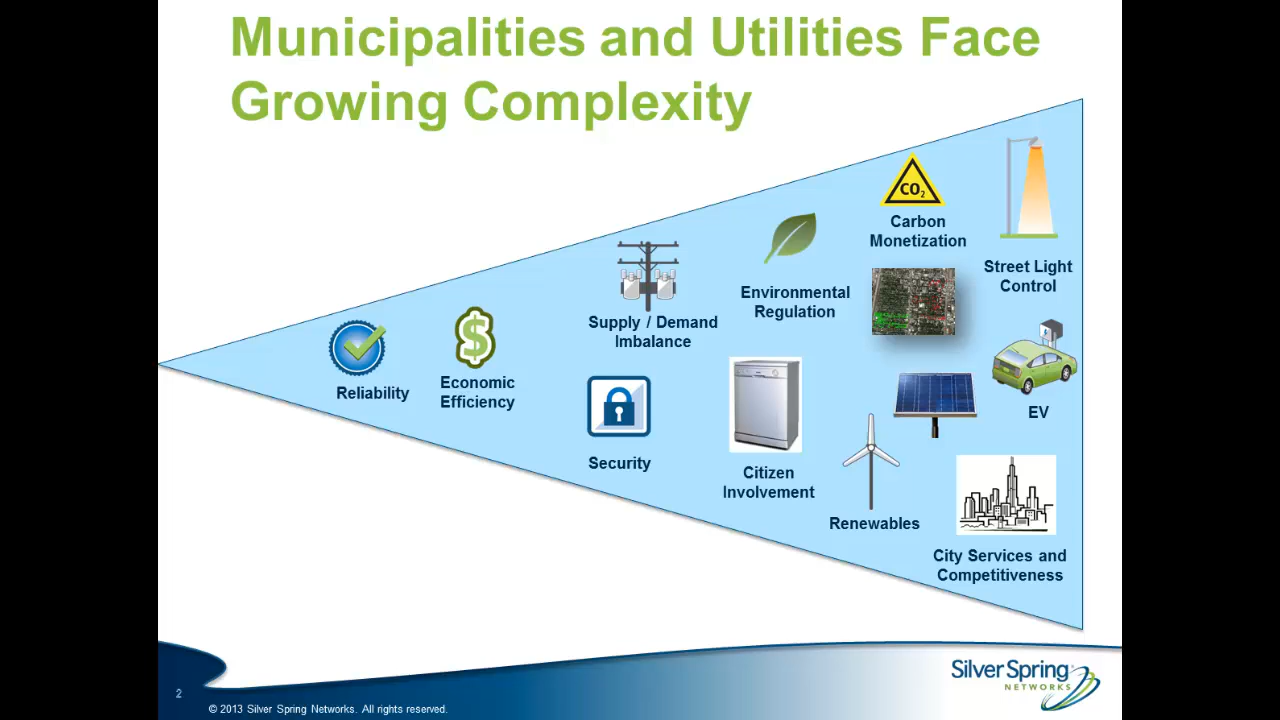 Municipalities and Utilities Face
Growing Complexity
CO2
Carbon
Monetization
Street Light
Control
Environmental
Regulation
Supply / Demand
Imbalance
Reliability
Economic
Efficiency
$
EV
Security
Citizen
Involvement
Renewables
City Services and
Competitiveness
Silver Spring
NETWORKS
2
© 2013 Silver Spring Networks. All rights reserved.